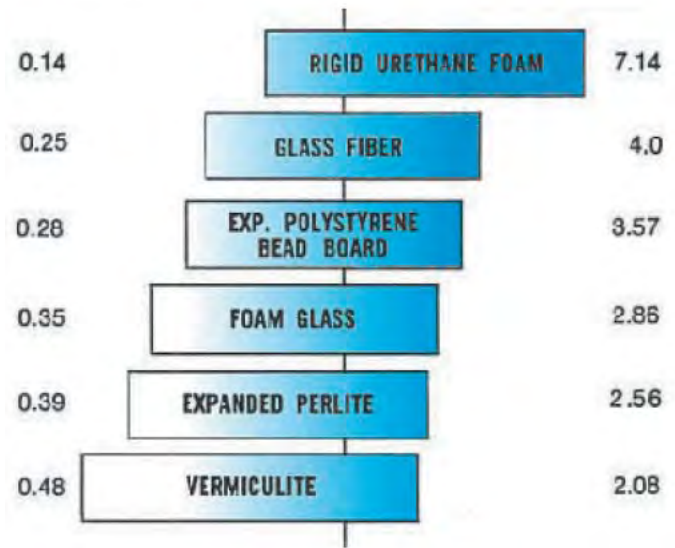 0.14 RIGID URETHANE FOAM 7.14
0.25 GLASS FIBER 4.0
0.28 EXP. POLYSTYRENE BEAD BOARD 3.57
0.35 FOAM GLASS 2.86
0.39 EXPANDED PERLITE 2.56
0.48 VERMICULITE 2.08